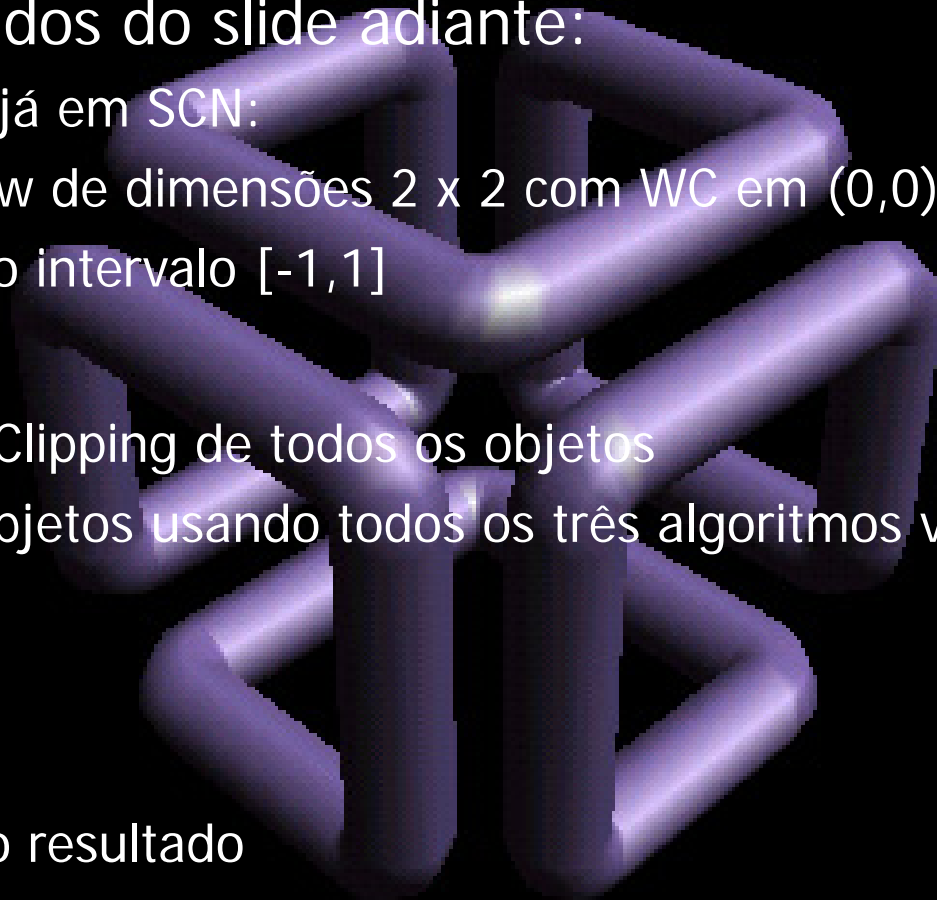 dos do slide adiante:
já em SCN:
w de dimensões 2 x 2 com WC em (0,0)
o intervalo [-1,1]
Clipping de todos os objetos
bjetos usando todos os três algoritmos v
o resultado